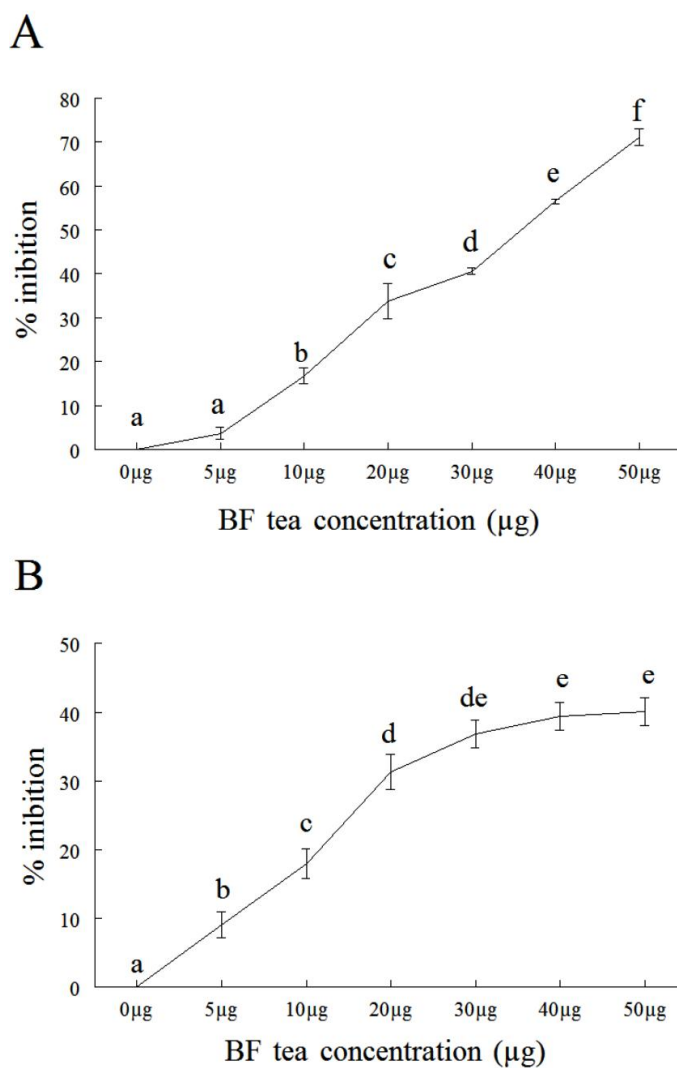 A
80
70
60
50
40
30
20
10
0
% inibition
a
a
b
c
d
e
f
0µg 5µg 10µg 20µg 30µg 40µg 50µg
BF tea concentration (µg)
B
50
40
30
20
10
0
% inibition
a
b
c
d
de
e
e
0µg 5µg 10µg 20µg 30µg 40µg 50µg
BF tea concentration (µg)